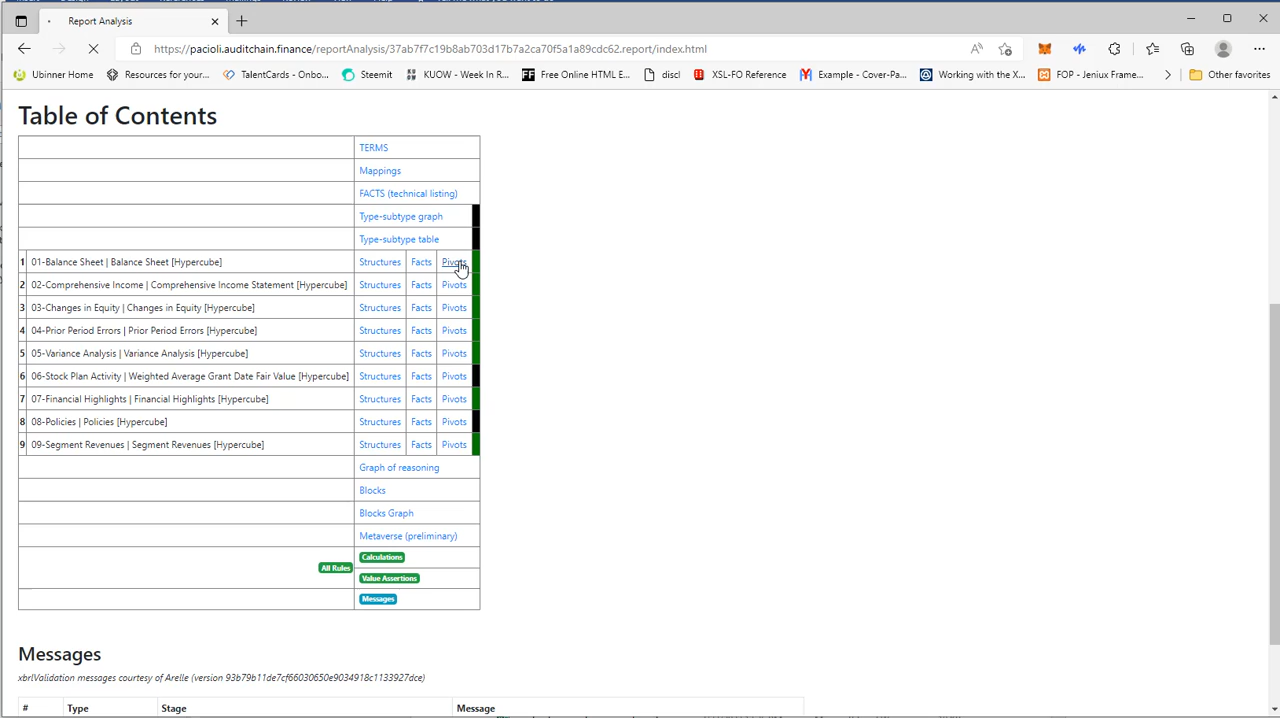 Report Analysis
https://pacioli.auditchain.finance/reportAnalysis/37ab7f7c19b8ab703d17b7a2ca70f5a1a89cdc62.report/index.html
Ubinner Home Resources for your... TalentCards - Onbo... Steemit KUOW - Week In R... Free Online HTML E... discl XSL-FO Reference Example - Cover-Pa... Working with the X... FOP - Jeniux Frame... Other favorites
Table of Contents
TERMS
Mappings
FACTS (technical listing)
Type-subtype graph
Type-subtype table
1 01-Balance Sheet | Balance Sheet [Hypercube] Structures Facts Pivots
2 02-Comprehensive Income | Comprehensive Income Statement [Hypercube] Structures Facts Pivots
3 03-Changes in Equity | Changes in Equity [Hypercube] Structures Facts Pivots
4 04-Prior Period Errors | Prior Period Errors [Hypercube] Structures Facts Pivots
5 05-Variance Analysis | Variance Analysis [Hypercube] Structures Facts Pivots
6 06-Stock Plan Activity | Weighted Average Grant Date Fair Value [Hypercube] Structures Facts Pivots
7 07-Financial Highlights | Financial Highlights [Hypercube] Structures Facts Pivots
8 08-Policies | Policies [Hypercube] Structures Facts Pivots
9 09-Segment Revenues | Segment Revenues [Hypercube] Structures Facts Pivots
Graph of reasoning
Blocks
Blocks Graph
Metaverse (preliminary)
Calculations
All Rules
Value Assertions
Messages
Messages
xbrlValidation messages courtesy of Arelle (version 93b79b11de7cf66030650e9034918c1133927dce)
# Type Stage Message